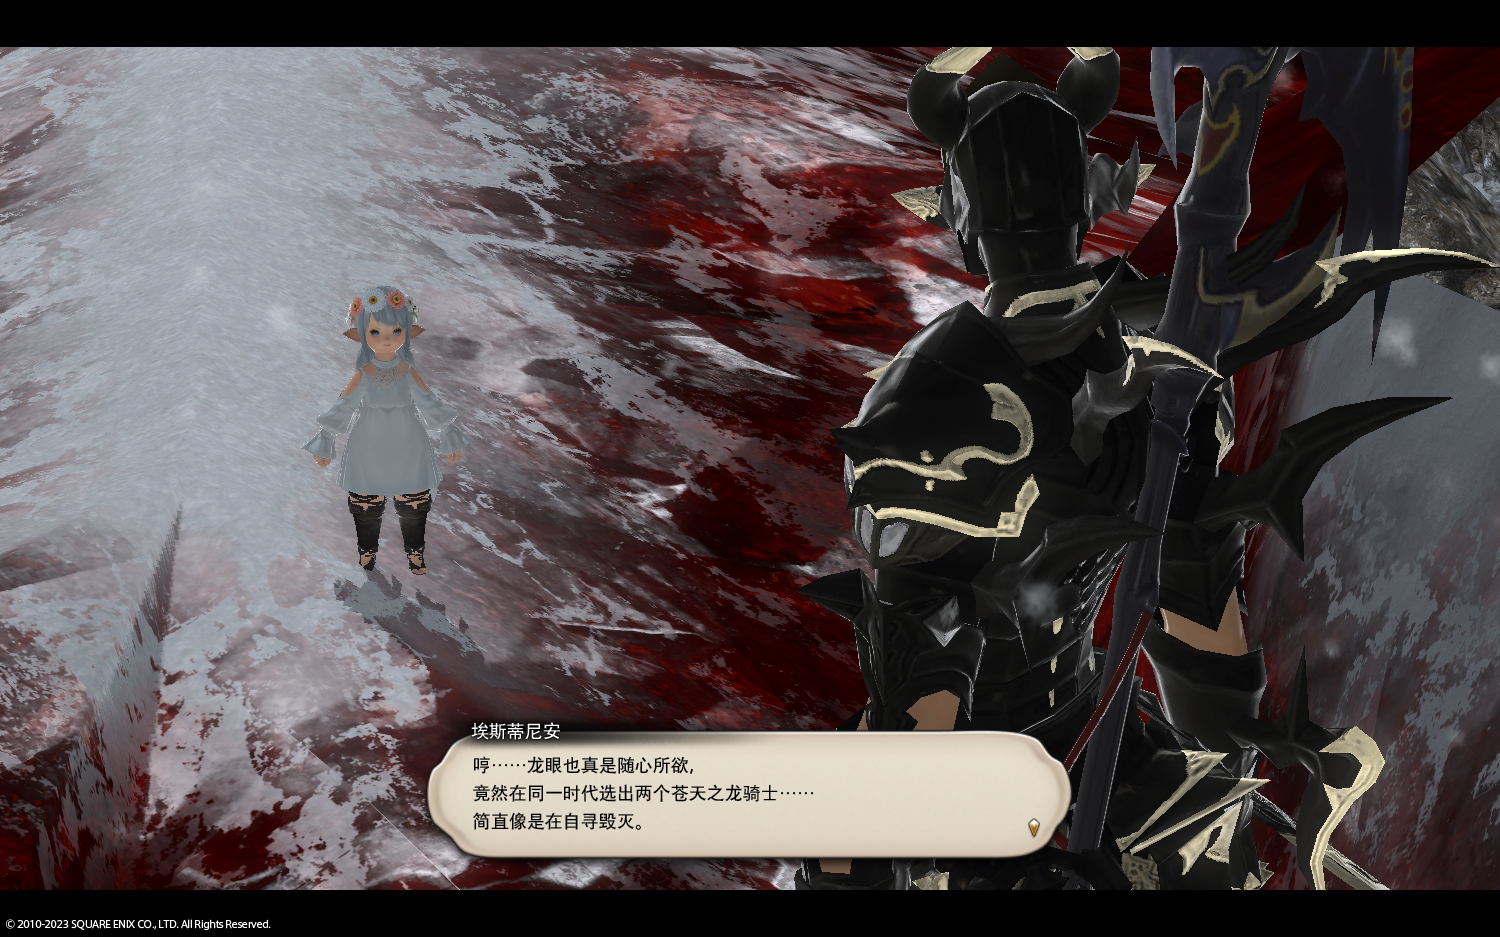 埃斯蒂尼安
哼……龙眼也真是随心所欲,
竟然在同一时代选出两个苍天之龙骑士……
简直像是在自寻毁灭。
© 2010-2023 SQUARE ENIX CO., LTD. All Rights Reserved.